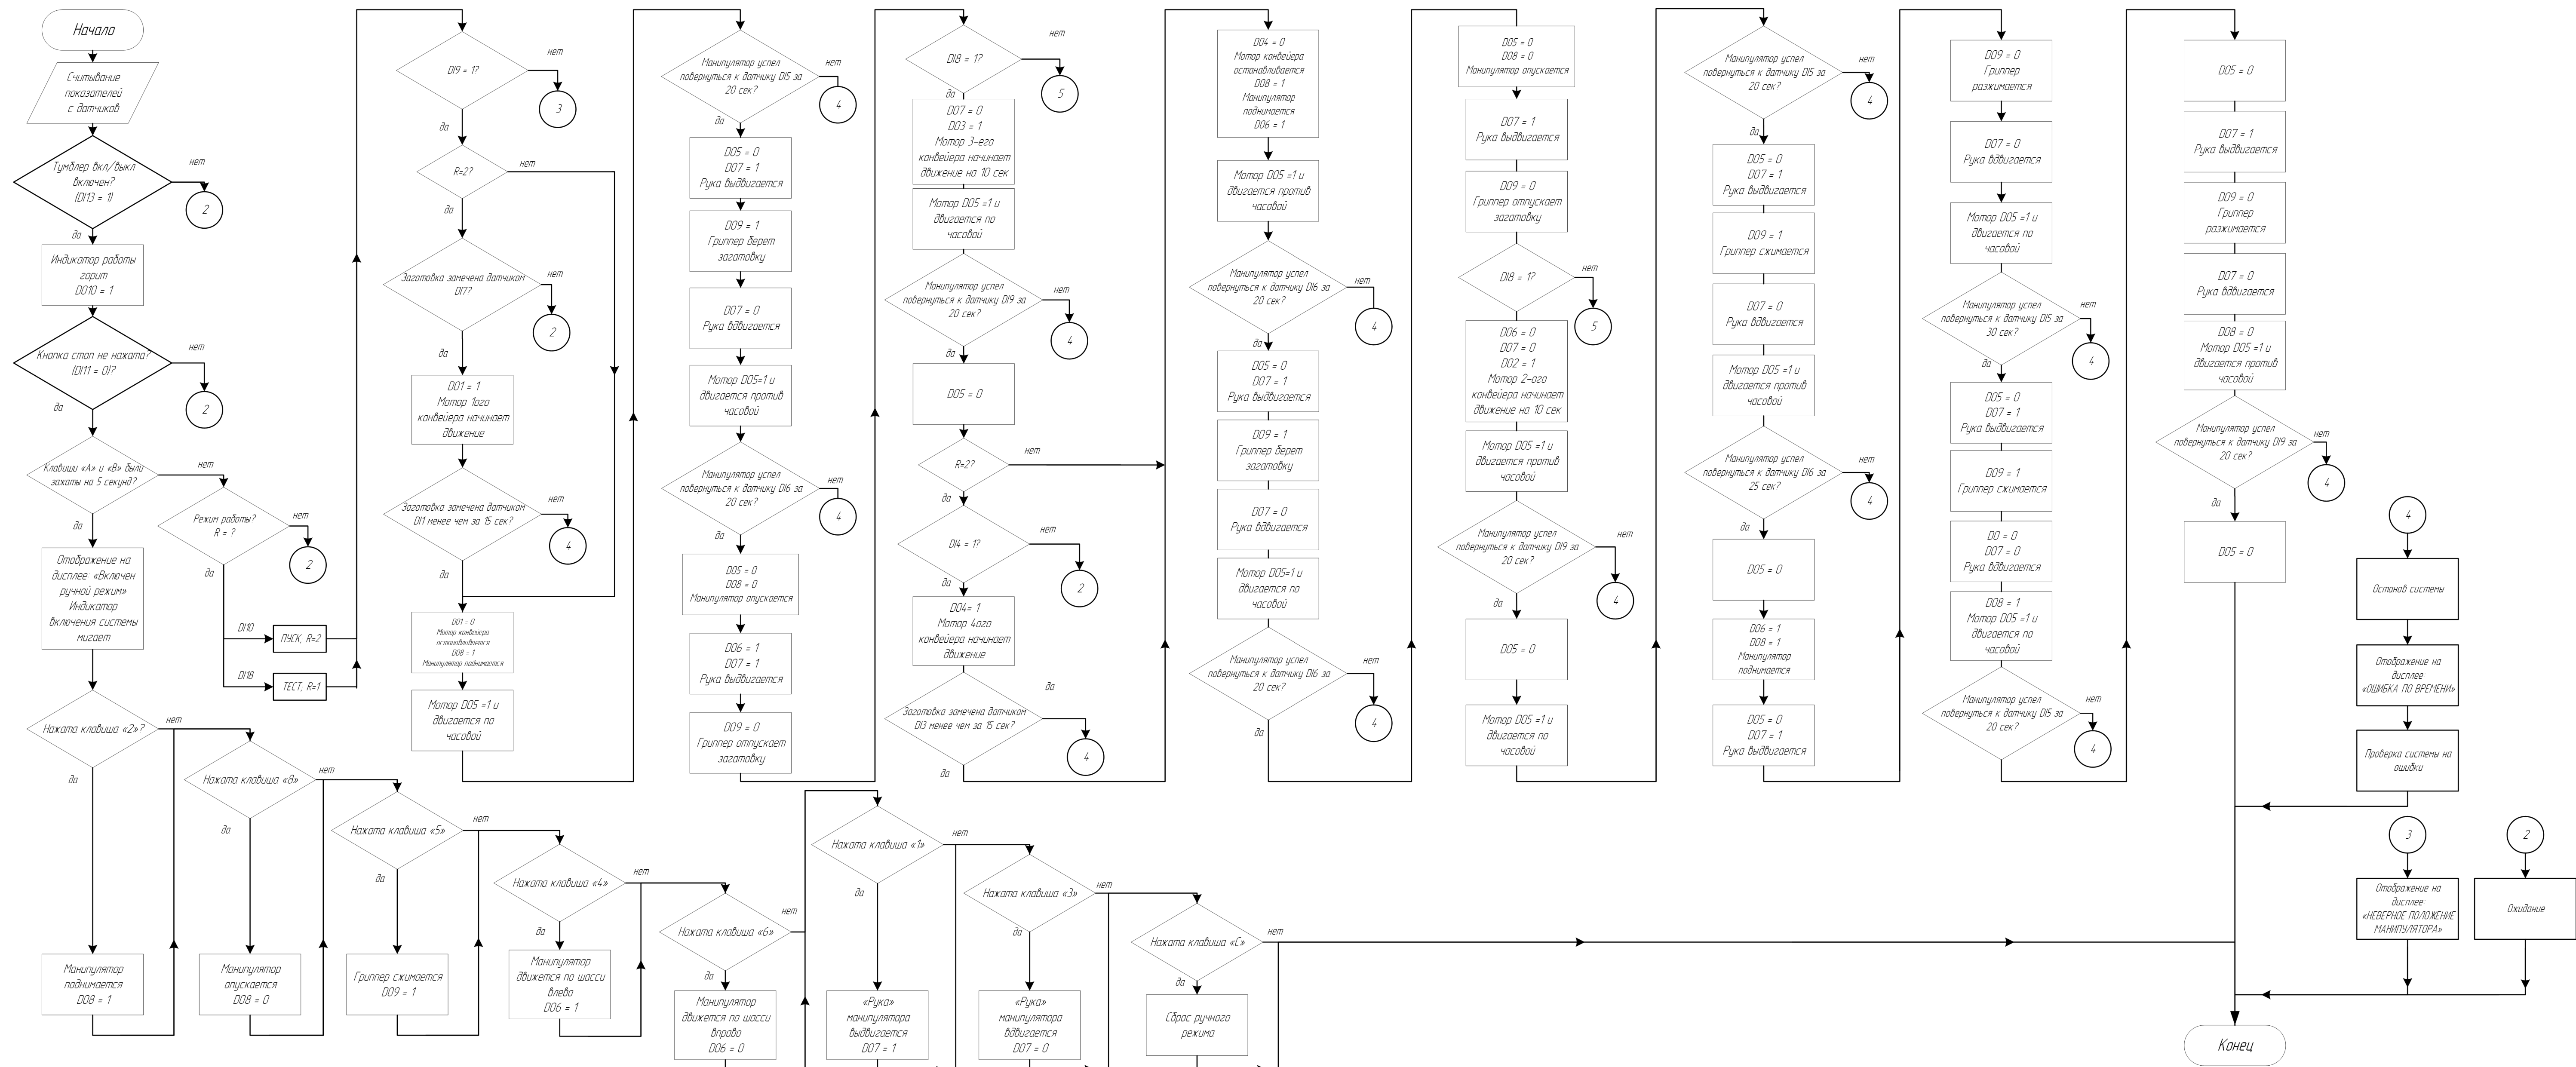 Начало
Считывание
показателей
с датчиков
Тумблер вкл/выкл
включен?
(DI13 = 1)
нет
2
да
Индикатор работы
горит
DO10 = 1
Кнопка стоп не нажата?
(DI11 = 0)?
нет
2
да
Клавиши «А» и «В» были
зажаты на 5 секунд?
нет
да
Режим работы?
R = ?
нет
2
да
DI10
ПУСК, R=2
DI18
ТЕСТ, R=1
Отображение на
дисплее: «Включен
ручной режим»
Индикатор
включения системы
мигает
Нажата клавиша «2»?
нет
да
Манипулятор
поднимается
DO8 = 1
Нажата клавиша «8»
нет
да
Манипулятор
опускается
DO8 = 0
Нажата клавиша «5»
нет
да
Гриппер сжимается
DO9 = 1
Нажата клавиша «4»
нет
да
Манипулятор
движется по шасси
влево
DO6 = 1
Нажата клавиша «6»
нет
да
Манипулятор
движется по шасси
вправо
DO6 = 0
Нажата клавиша «1»
нет
да
«Рука»
манипулятора
выдвигается
DO7 = 1
Нажата клавиша «3»
нет
да
«Рука»
манипулятора
вдвигается
DO7 = 0
Нажата клавиша «С»
нет
да
Сброс ручного
режима
DI9 = 1?
нет
3
да
R=2?
нет
да
Заготовка замечена датчиком
DI7?
нет
2
да
DO1 = 1
Мотор 1ого
конвейера начинает
движение
Заготовка замечена датчиком
DI1 менее чем за 15 сек?
нет
4
да
DO1 = 0
Мотор конвейера
останавливается
DO8 = 1
Манипулятор поднимается
Мотор DO5 =1 и
двигается по
часовой
Манипулятор успел
повернуться к датчику DI5 за
20 сек?
нет
4
да
DO5 = 0
DO7 = 1
Рука выдвигается
DO9 = 1
Гриппер берет
заготовку
DO7 = 0
Рука вдвигается
Мотор DO5=1 и
двигается против
часовой
Манипулятор успел
повернуться к датчику DI6 за
20 сек?
нет
4
да
DO5 = 0
DO8 = 0
Манипулятор опускается
DO6 = 1
DO7 = 1
Рука выдвигается
DO9 = 0
Гриппер отпускает
заготовку
DI8 = 1?
нет
5
да
DO7 = 0
DO3 = 1
Мотор 3-его
конвейера начинает
движение на 10 сек
Мотор DO5 =1 и
двигается по
часовой
Манипулятор успел
повернуться к датчику DI9 за
20 сек?
нет
4
да
DO5 = 0
R=2?
нет
да
DI4 = 1?
нет
2
да
DO4= 1
Мотор 4ого
конвейера начинает
движение
Заготовка замечена датчиком
DI3 менее чем за 15 сек?
да
4
да
DO4 = 0
Мотор конвейера
останавливается
DO8 = 1
Манипулятор
поднимается
DO6 = 1
Мотор DO5 =1 и
двигается против
часовой
Манипулятор успел
повернуться к датчику DI6 за
20 сек?
нет
4
да
DO5 = 0
DO7 = 1
Рука выдвигается
DO9 = 1
Гриппер берет
заготовку
DO7 = 0
Рука вдвигается
Мотор DO5=1 и
двигается по
часовой
Манипулятор успел
повернуться к датчику DI6 за
20 сек?
нет
4
да
DO5 = 0
DO8 = 0
Манипулятор опускается
DO7 = 1
Рука выдвигается
DO9 = 0
Гриппер отпускает
заготовку
DI8 = 1?
нет
5
да
DO6 = 0
DO7 = 0
DO2 = 1
Мотор 2-ого
конвейера начинает
движение на 10 сек
Мотор DO5 =1 и
двигается против
часовой
Манипулятор успел
повернуться к датчику DI9 за
20 сек?
нет
4
да
DO5 = 0
Мотор DO5 =1 и
двигается по
часовой
Манипулятор успел
повернуться к датчику DI5 за
20 сек?
нет
4
да
DO5 = 0
DO7 = 1
Рука выдвигается
DO9 = 1
Гриппер сжимается
DO7 = 0
Рука вдвигается
Мотор DO5 =1 и
двигается против
часовой
Манипулятор успел
повернуться к датчику DI6 за
25 сек?
нет
4
да
DO5 = 0
DO6 = 1
DO8 = 1
Манипулятор
поднимается
DO5 = 0
DO7 = 1
Рука выдвигается
DO9 = 0
Гриппер
разжимается
DO7 = 0
Рука вдвигается
Мотор DO5 =1 и
двигается по
часовой
Манипулятор успел
повернуться к датчику DI5 за
30 сек?
нет
4
да
DO5 = 0
DO7 = 1
Рука выдвигается
DO9 = 1
Гриппер сжимается
DO = 0
DO7 = 0
Рука вдвигается
DO8 = 1
Мотор DO5 =1 и
двигается по
часовой
Манипулятор успел
повернуться к датчику DI5 за
20 сек?
нет
4
DO5 = 0
DO7 = 1
Рука выдвигается
DO9 = 0
Гриппер
разжимается
DO7 = 0
Рука вдвигается
DO8 = 0
Мотор DO5 =1 и
двигается против
часовой
Манипулятор успел
повернуться к датчику DI9 за
20 сек?
нет
4
да
DO5 = 0
4
Останов системы
Отображение на
дисплее
«ОШИБКА ПО ВРЕМЕНИ»
Проверка системы на
ошибки
3
Отображение на
дисплее:
«НЕВЕРНОЕ ПОЛОЖЕНИЕ
МАНИПУЛЯТОРА»
2
Ожидание
Конец